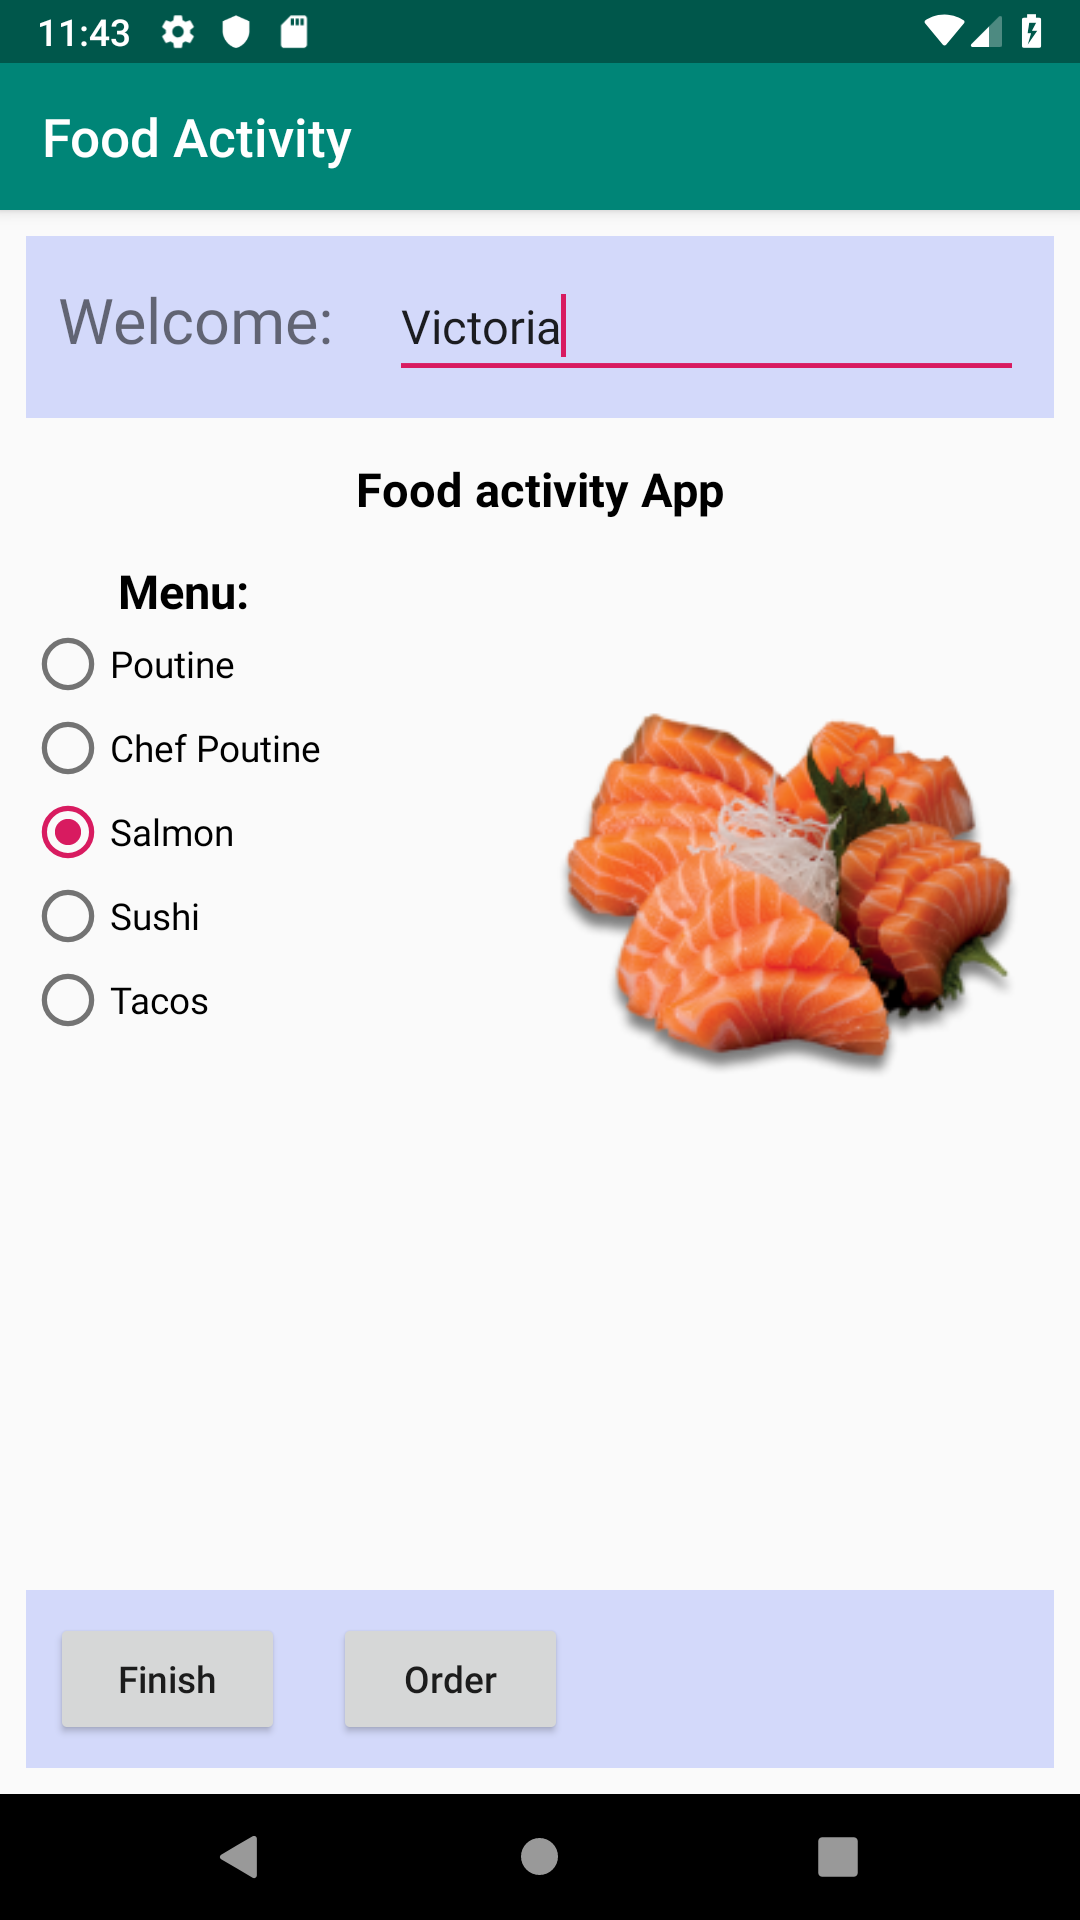 11:43
Food Activity
Welcome: Victoria
Food activity App
Menu:
Poutine
Chef Poutine
Salmon
Sushi
Tacos
Finish Order